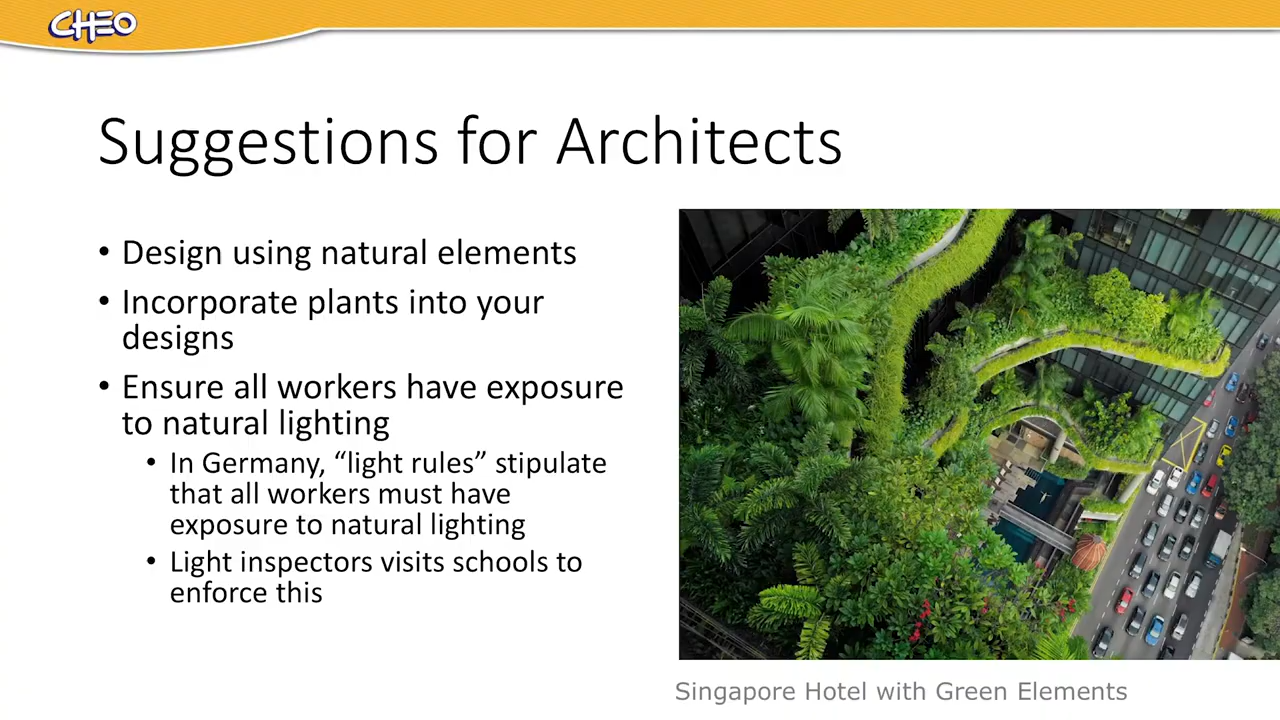 CHEO
Suggestions for Architects
• Design using natural elements
• Incorporate plants into your
designs
• Ensure all workers have exposure
to natural lighting
• In Germany, “light rules” stipulate
that all workers must have
exposure to natural lighting
• Light inspectors visits schools to
enforce this
Singapore Hotel with Green Elements